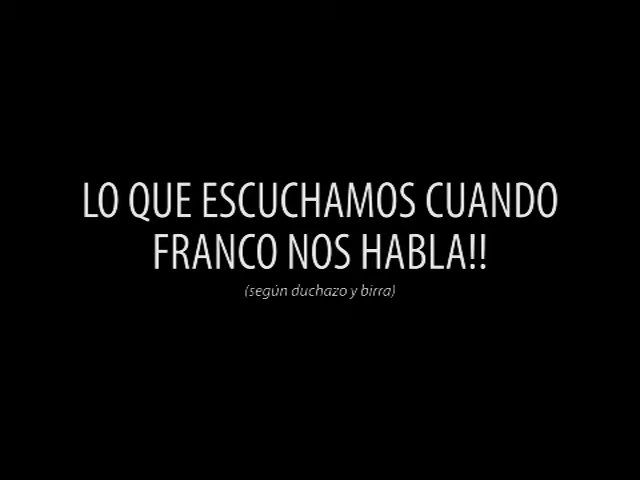 LO QUE ESCUCHAMOS CUANDO
FRANCO NOS HABLA!!
(según duchazo y birra)